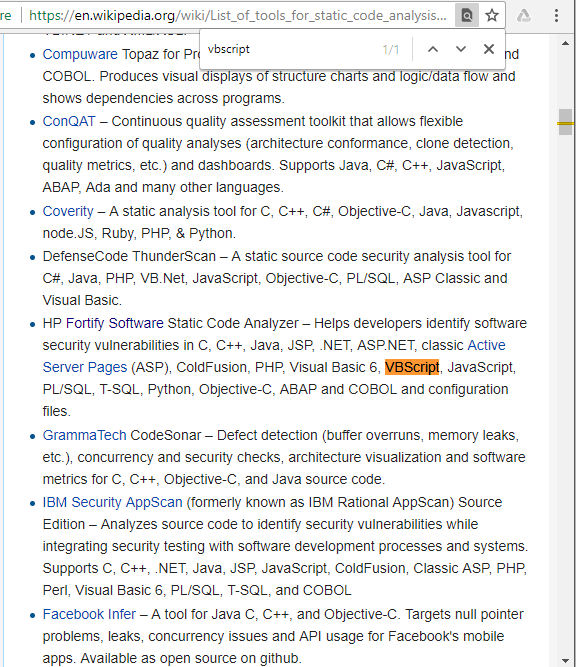 re | https://en.wikipedia.org/wiki/List_of_tools_for_static_code_analysis...
vbscript 1/1
Compuware Topaz for Pro and
COBOL. Produces visual displays of structure charts and logic/data flow and
shows dependencies across programs.
ConQAT – Continuous quality assessment toolkit that allows flexible
configuration of quality analyses (architecture conformance, clone detection,
quality metrics, etc.) and dashboards. Supports Java, C#, C++, JavaScript,
ABAP, Ada and many other languages.
Coverity – A static analysis tool for C, C++, C#, Objective-C, Java, Javascript,
node.JS, Ruby, PHP, & Python.
DefenseCode ThunderScan – A static source code security analysis tool for
C#, Java, PHP, VB.Net, JavaScript, Objective-C, PL/SQL, ASP Classic and
Visual Basic.
HP Fortify Software Static Code Analyzer – Helps developers identify software
security vulnerabilities in C, C++, Java, JSP, .NET, ASP.NET, classic Active
Server Pages (ASP), ColdFusion, PHP, Visual Basic 6, VBScript, JavaScript,
PL/SQL, T-SQL, Python, Objective-C, ABAP and COBOL and configuration
files.
GrammaTech CodeSonar – Defect detection (buffer overruns, memory leaks,
etc.), concurrency and security checks, architecture visualization and software
metrics for C, C++, Objective-C, and Java source code.
IBM Security AppScan (formerly known as IBM Rational AppScan) Source
Edition – Analyzes source code to identify security vulnerabilities while
integrating security testing with software development processes and systems.
Supports C, C++, .NET, Java, JSP, JavaScript, ColdFusion, Classic ASP, PHP,
Perl, Visual Basic 6, PL/SQL, T-SQL, and COBOL
Facebook Infer – A tool for Java C, C++, and Objective-C. Targets null pointer
problems, leaks, concurrency issues and API usage for Facebook's mobile
apps. Available as open source on github.